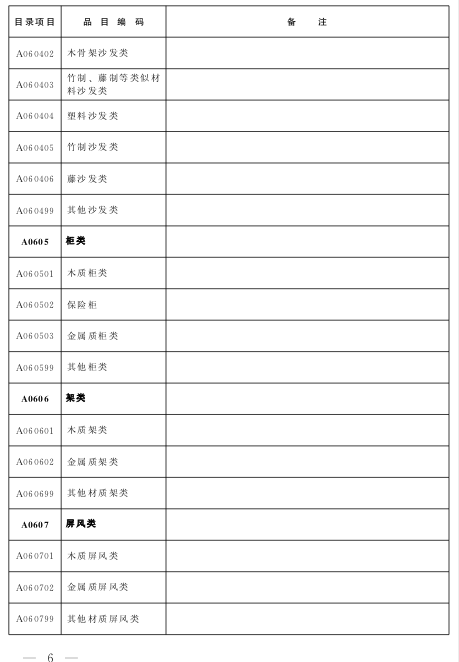 目录项目 品 目 编 码 备 注
A060402 木骨架沙发类
A060403 竹制、藤制等类似材
料沙发类
A060404 塑料沙发类
A060405 竹制沙发类
A060406 藤沙发类
A060499 其他沙发类
A0605 柜类
A060501 木质柜类
A060502 保险柜
A060503 金属质柜类
A060599 其他柜类
A0606 架类
A060601 木质架类
A060602 金属质架类
A060699 其他材质架类
A0607 屏风类
A060701 木质屏风类
A060702 金属质屏风类
A060799 其他材质屏风类
— 6 —